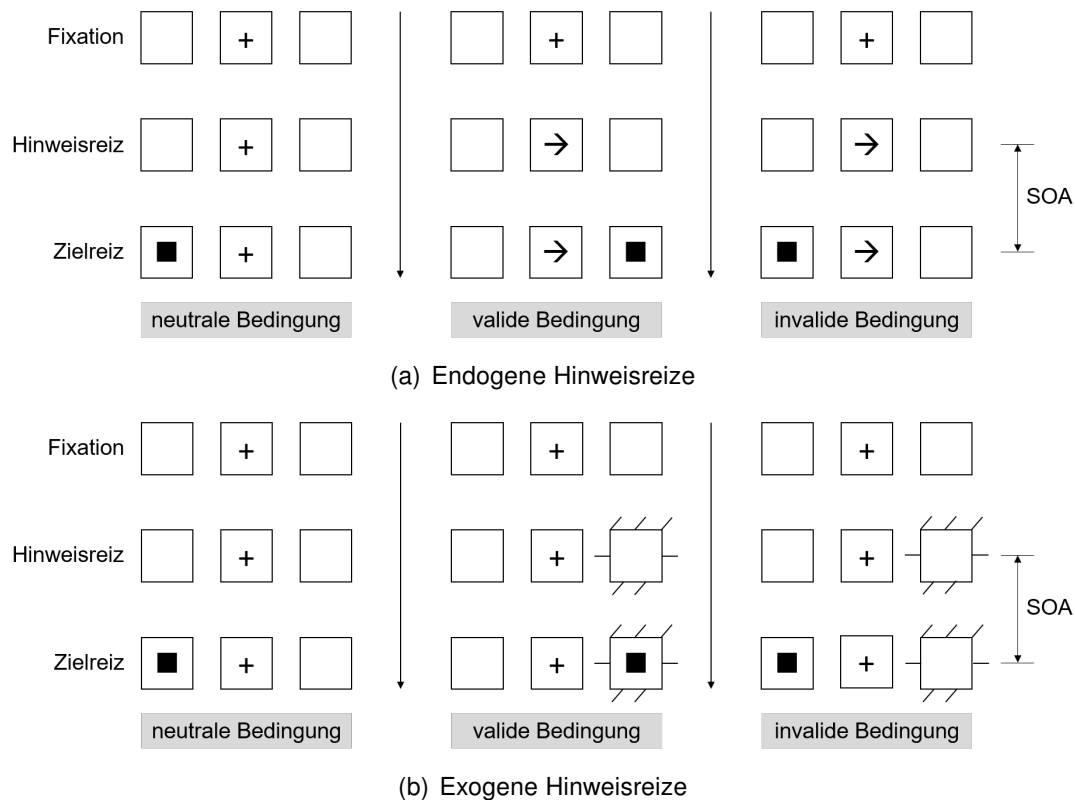 Fixation
Hinweisreiz
SOA
Zielreiz
neutrale Bedingung valide Bedingung invalide Bedingung
(a) Endogene Hinweisreize
Fixation
Hinweisreiz
SOA
Zielreiz
neutrale Bedingung valide Bedingung invalide Bedingung
(b) Exogene Hinweisreize